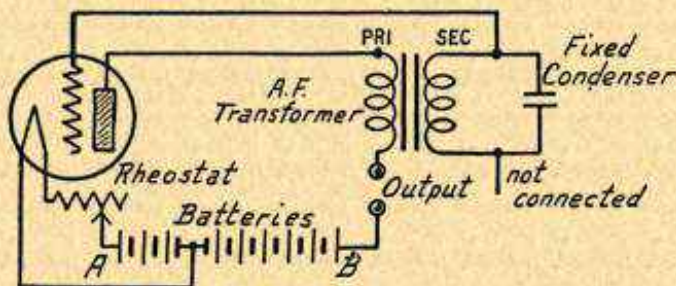 PRI SEC
Fixed
Condenser
A.F.
Transformer
Rheostat
Output
not
connected
Batteries
A
B